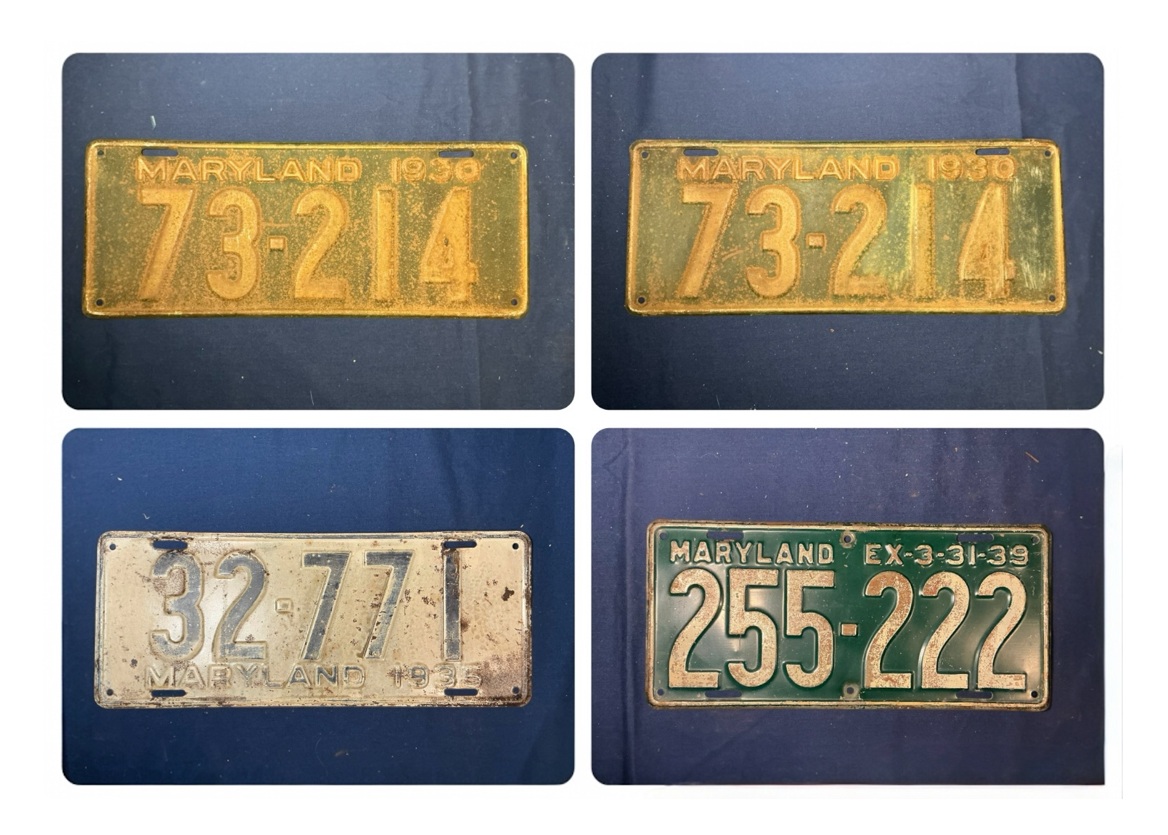 MARYLAND 1930
73-214
MARYLAND 1930
73-214
32-771
MARYLAND 1935
MARYLAND EX-3-31-39
255-222